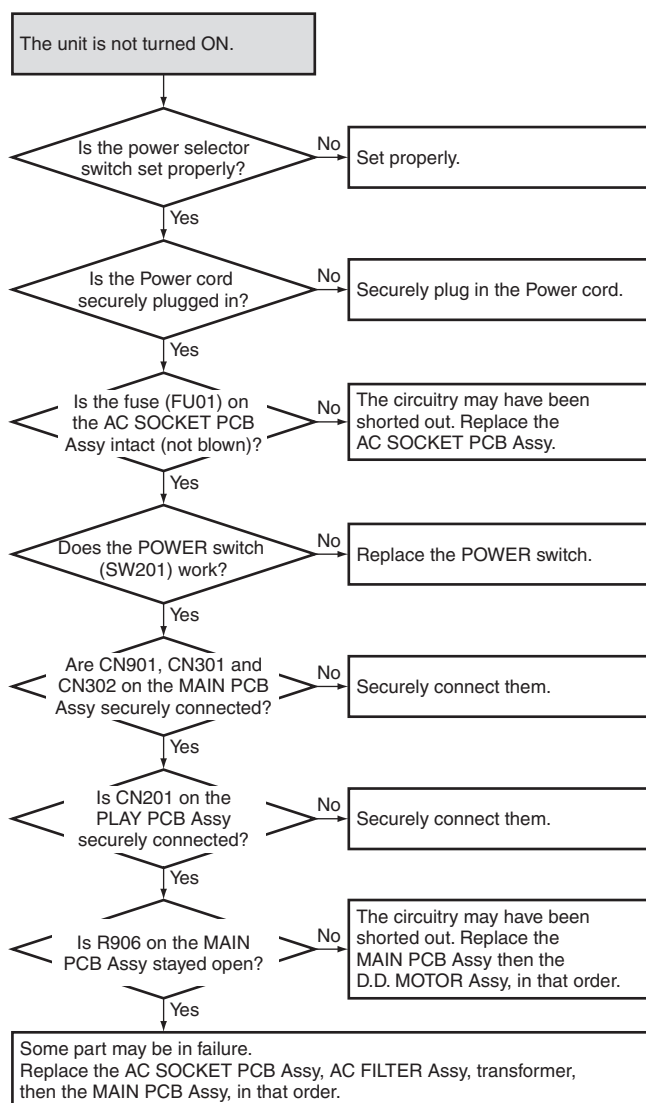 The unit is not turned ON.
Is the power selector
switch set properly?
No
Set properly.
Yes
Is the Power cord
securely plugged in?
No
Securely plug in the Power cord.
Yes
Is the fuse (FU01) on
the AC SOCKET PCB
Assy intact (not blown)?
No
The circuitry may have been
shorted out. Replace the
AC SOCKET PCB Assy.
Yes
Does the POWER switch
(SW201) work?
No
Replace the POWER switch.
Yes
Are CN901, CN301 and
CN302 on the MAIN PCB
Assy securely connected?
No
Securely connect them.
Yes
Is CN201 on the
PLAY PCB Assy
securely connected?
No
Securely connect them.
Yes
Is R906 on the MAIN
PCB Assy stayed open?
No
The circuitry may have been
shorted out. Replace the
MAIN PCB Assy then the
D.D. MOTOR Assy, in that order.
Yes
Some part may be in failure.
Replace the AC SOCKET PCB Assy, AC FILTER Assy, transformer,
then the MAIN PCB Assy, in that order.